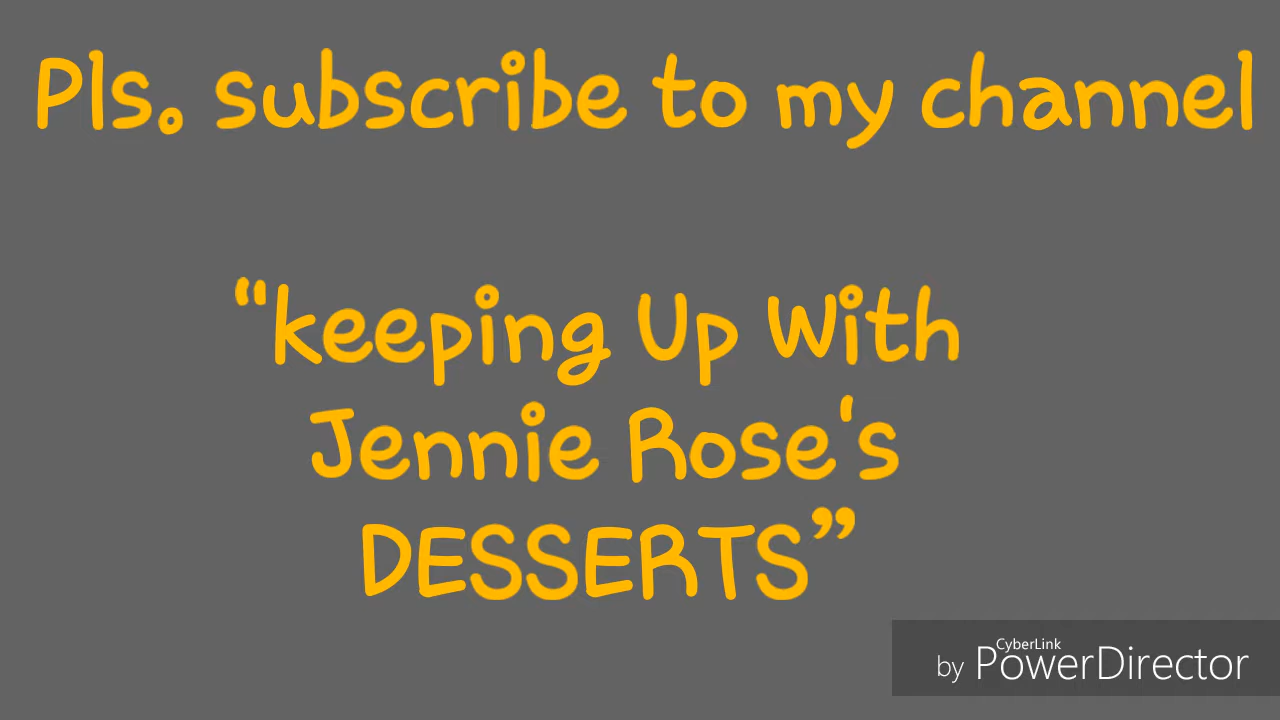 Pls. subscribe to my channel
“keeping Up With
Jennie Rose's
DESSERTS”
CyberLink
by PowerDirector